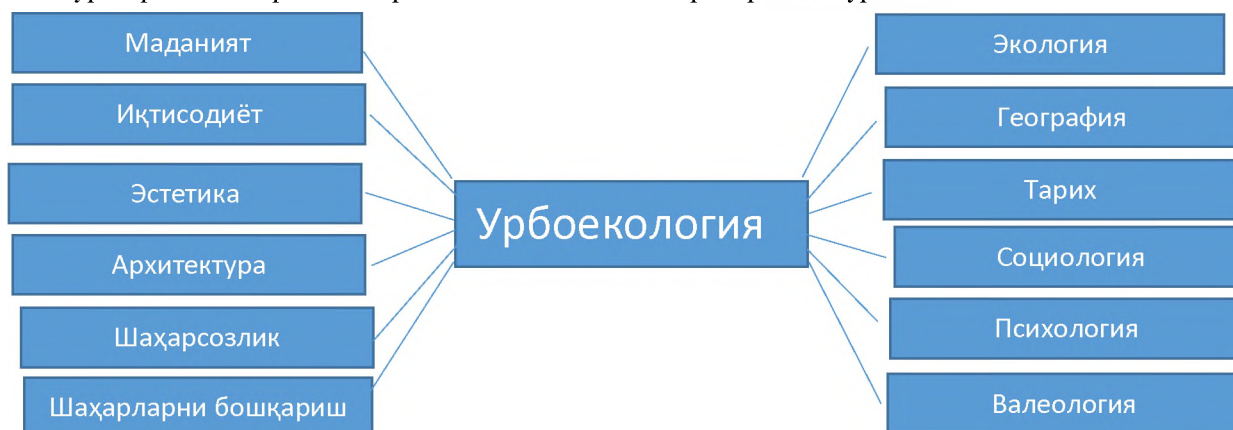 Маданият
Иқтисодиёт
Эстетика
Архитектура
Шаҳарсозлик
Шаҳарларни бошқариш
Урбоекология
Экология
География
Тарих
Социология
Психология
Валеология